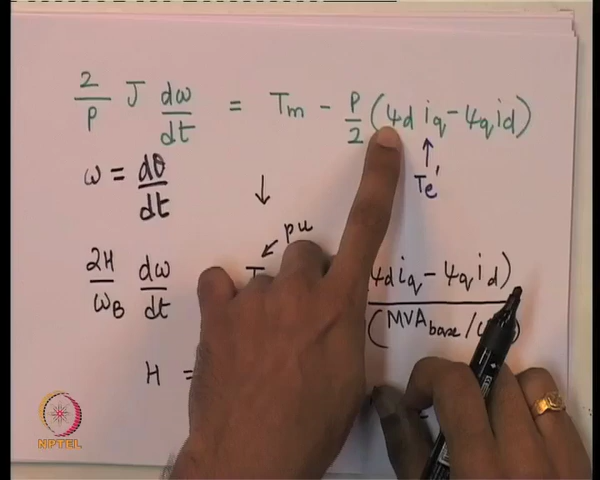 2/P J dω/dt = Tm - P/2 (ψd iq - ψq id)
ω = dθ/dt
Te'
pu
2H/ωB dω/dt T ψd iq - ψq id)
(MVAbase/
H =
NPTEL